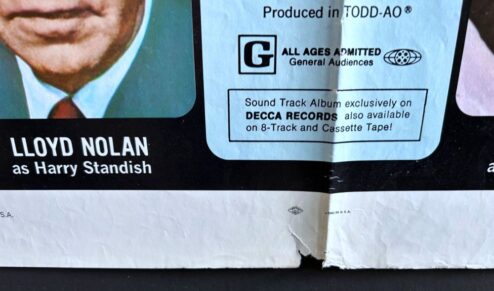 Produced in TODD-AO®
G ALL AGES ADMITTED
General Audiences
Sound Track Album exclusively on
DECCA RECORDS also available
on 8-Track and Cassette Tape!
LLOYD NOLAN
as Harry Standish
a
S.A.